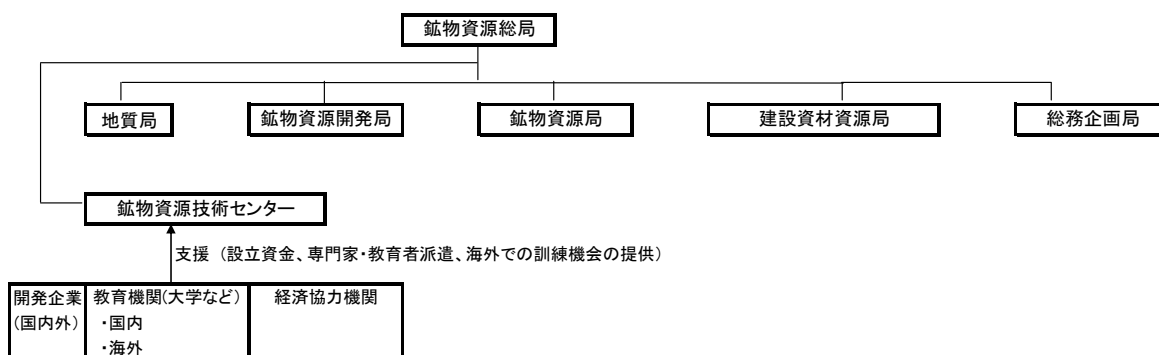 鉱物資源総局
地質局
鉱物資源開発局
鉱物資源局
建設資材資源局
総務企画局
鉱物資源技術センター
支援（設立資金、専門家・教育者派遣、海外での訓練機会の提供）
開発企業
(国内外)
教育機関(大学など)
・国内
・海外
経済協力機関